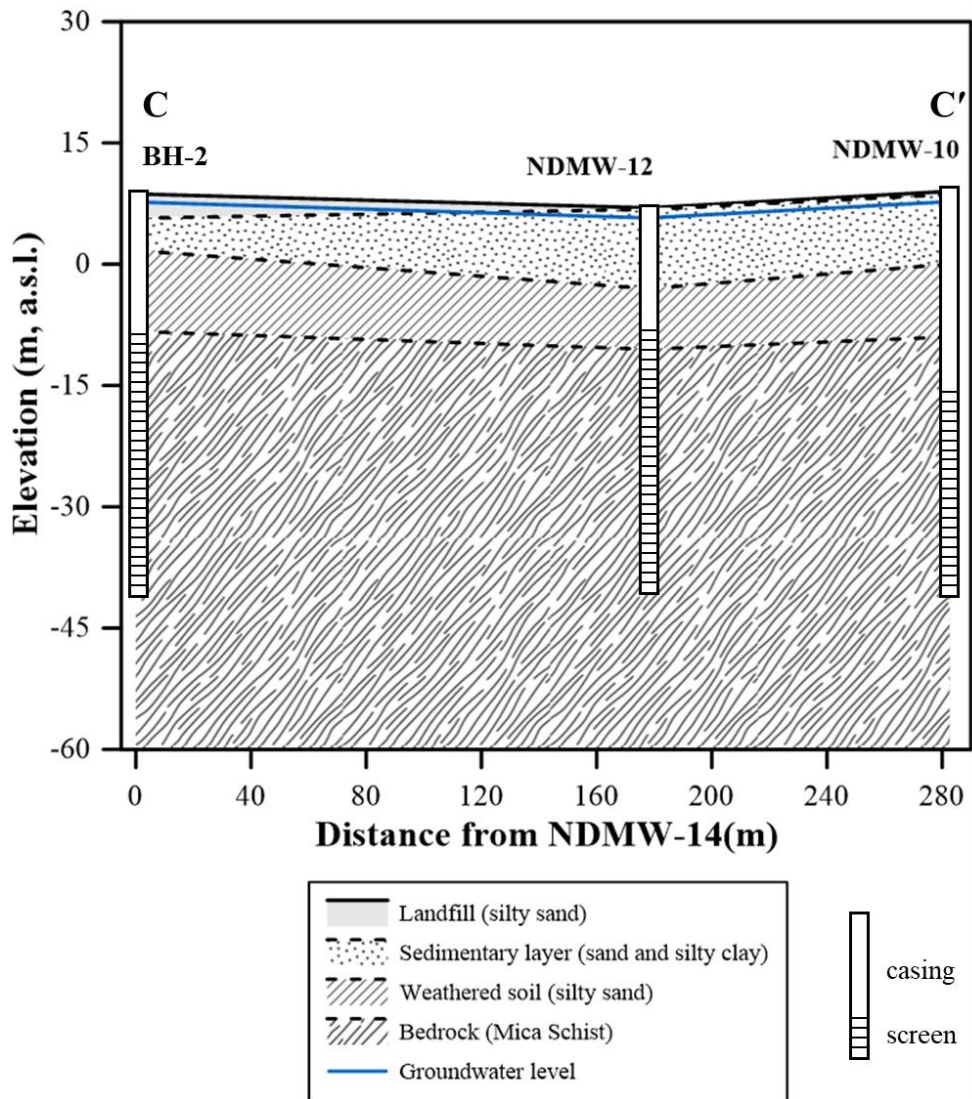 30
C C′
15
BH-2 NDMW-12 NDMW-10
0
-15
-30
-45
-60
Elevation (m, a.s.l.)
0 40 80 120 160 200 240 280
Distance from NDMW-14(m)
Landfill (silty sand)
Sedimentary layer (sand and silty clay)
Weathered soil (silty sand)
Bedrock (Mica Schist)
Groundwater level
casing
screen